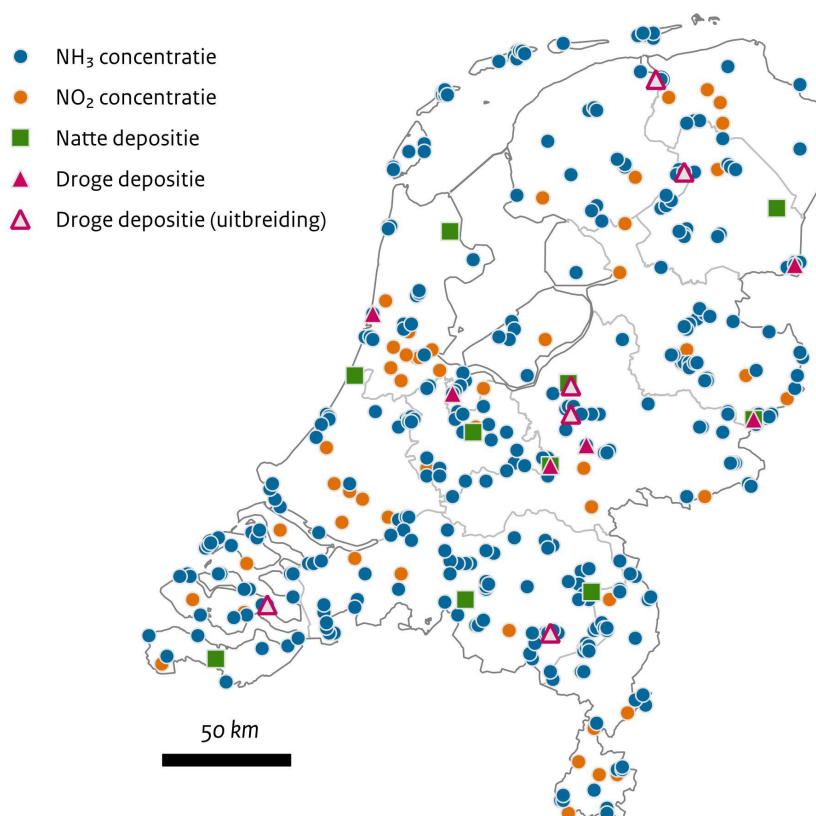 NH₃ concentratie
NO₂ concentratie
Natte depositie
Droge depositie
Droge depositie (uitbreiding)
50 km